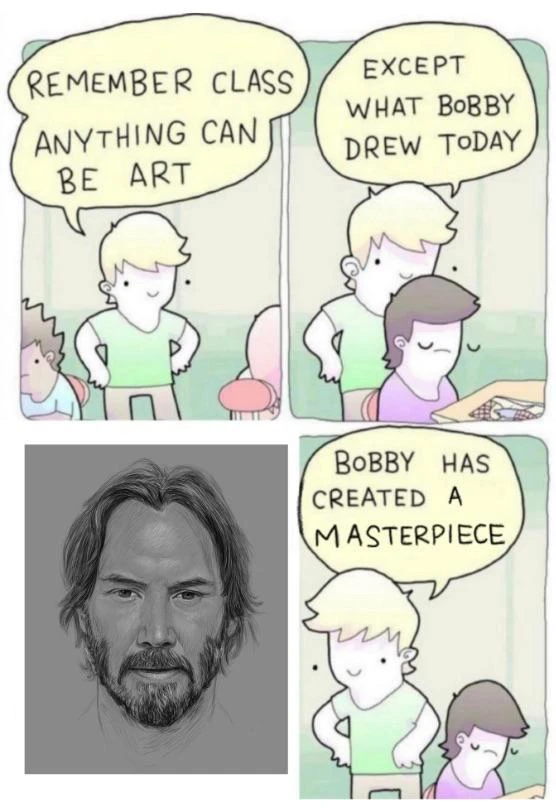 REMEMBER CLASS
ANYTHING CAN
BE ART
EXCEPT
WHAT BOBBY
DREW TODAY
BOBBY HAS
CREATED A
MASTERPIECE